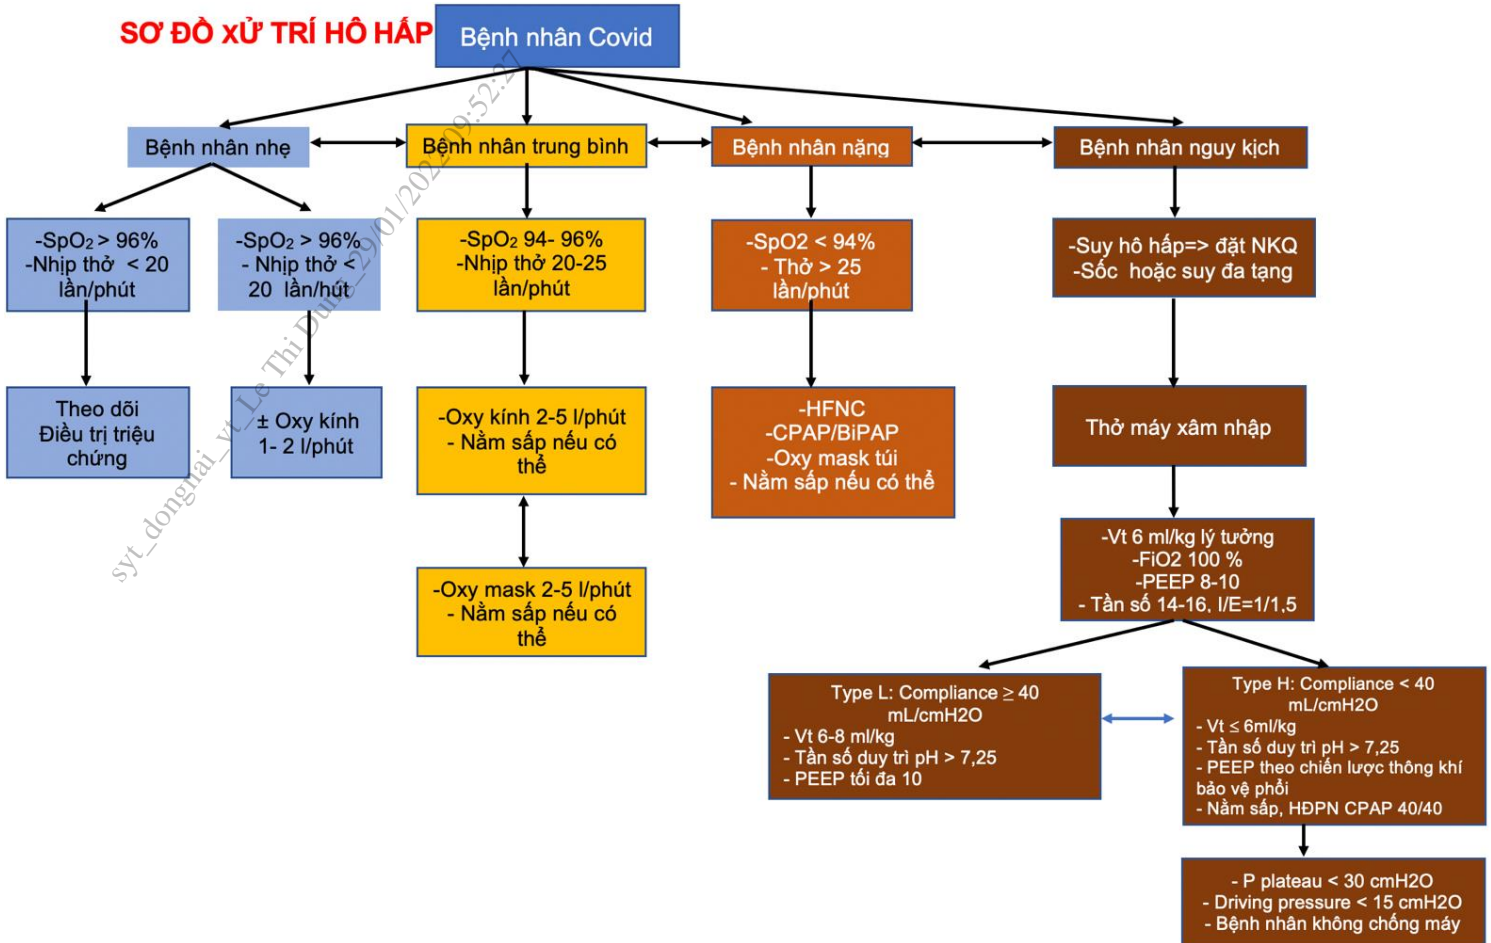 SƠ ĐỒ XỬ TRÍ HÔ HẤP
Bệnh nhân Covid
Bệnh nhân nhẹ
Bệnh nhân trung bình
Bệnh nhân nặng
Bệnh nhân nguy kịch
-SpO₂ > 96%
-Nhịp thở < 20
lần/phút
-SpO₂ > 96%
- Nhịp thở <
20 lần/hút
-SpO₂ 94- 96%
-Nhịp thở 20-25
lần/phút
-SpO2 < 94%
- Thở > 25
lần/phút
-Suy hô hấp=> đặt NKQ
-Sốc hoặc suy đa tạng
Theo dõi
Điều trị triệu
chứng
± Oxy kính
1- 2 l/phút
-Oxy kính 2-5 l/phút
- Nằm sấp nếu có
thể
-HFNC
-CPAP/BiPAP
-Oxy mask túi
- Nằm sấp nếu có thể
Thở máy xâm nhập
-Oxy mask 2-5 l/phút
- Nằm sấp nếu có
thể
-Vt 6 ml/kg lý tưởng
-FiO2 100 %
-PEEP 8-10
- Tần số 14-16, I/E=1/1,5
Type L: Compliance ≥ 40
mL/cmH2O
- Vt 6-8 ml/kg
- Tần số duy trì pH > 7,25
- PEEP tối đa 10
Type H: Compliance < 40
mL/cmH2O
- Vt ≤ 6ml/kg
- Tần số duy trì pH > 7,25
- PEEP theo chiến lược thông khí
bảo vệ phổi
- Nằm sấp, HĐPN CPAP 40/40
- P plateau < 30 cmH2O
- Driving pressure < 15 cmH2O
- Bệnh nhân không chống máy
syt_dongnai_vt_Le Thi Dung_29/01/2022 09:52:27